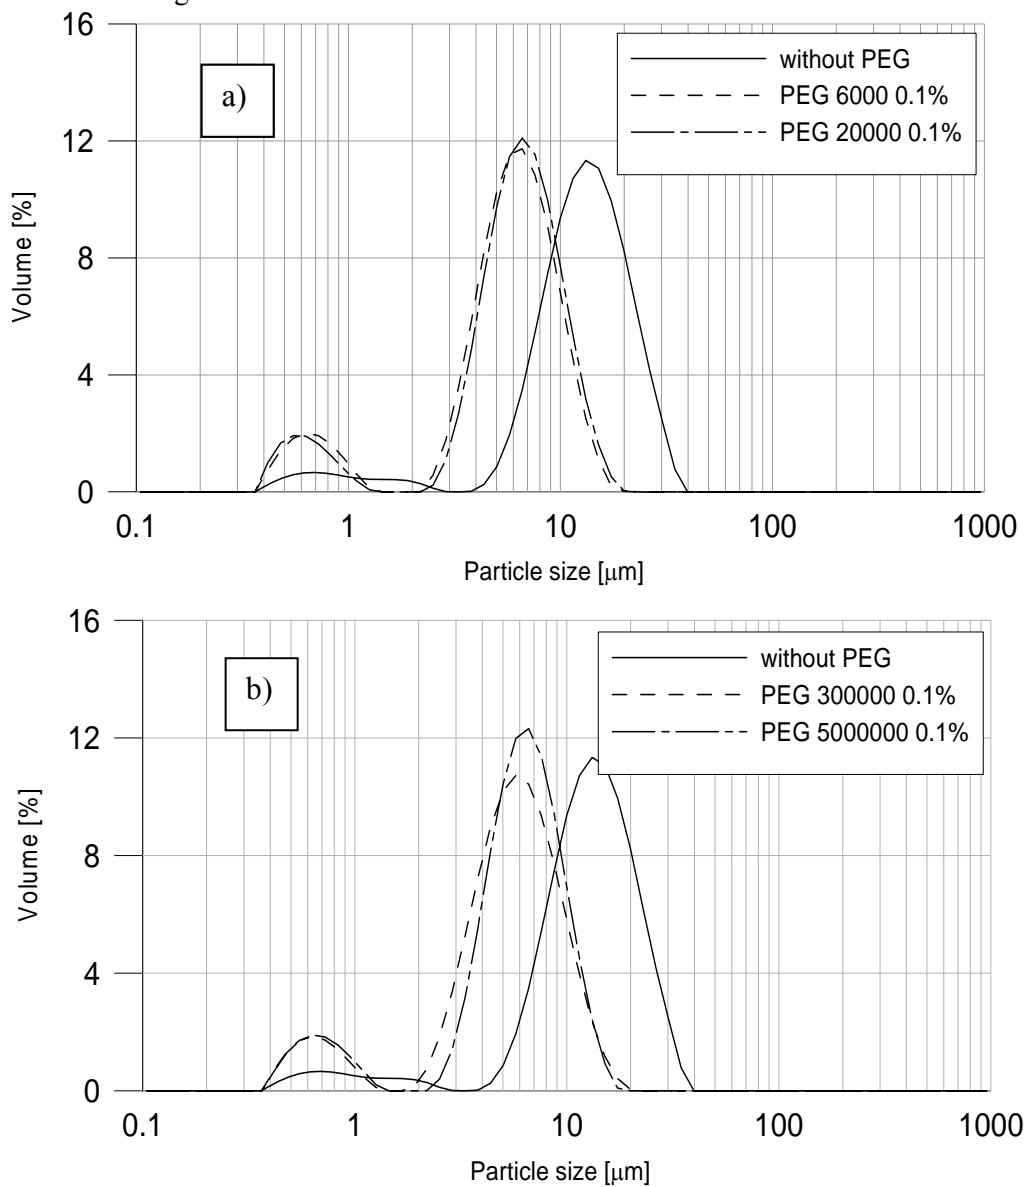 16
12
8
4
0
Volume [%]
a)
without PEG
PEG 6000 0.1%
PEG 20000 0.1%
0.1 1 10 100 1000
Particle size [μm]
16
12
8
4
0
Volume [%]
b)
without PEG
PEG 300000 0.1%
PEG 5000000 0.1%
0.1 1 10 100 1000
Particle size [μm]